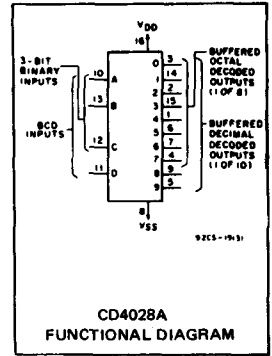 VDD
16
3-BIT
BINARY
INPUTS
BCD
INPUTS
10 A
13 B
12 C
11 D
0 3
1 14
2 2
3 15
4 1
5 6
6 7
7 4
8 9
9 5
BUFFERED
OCTAL
DECODED
OUTPUTS
(1 OF 8)
BUFFERED
DECIMAL
DECODED
OUTPUTS
(1 OF 10)
8
VSS
92CS-19131
CD4028A
FUNCTIONAL DIAGRAM